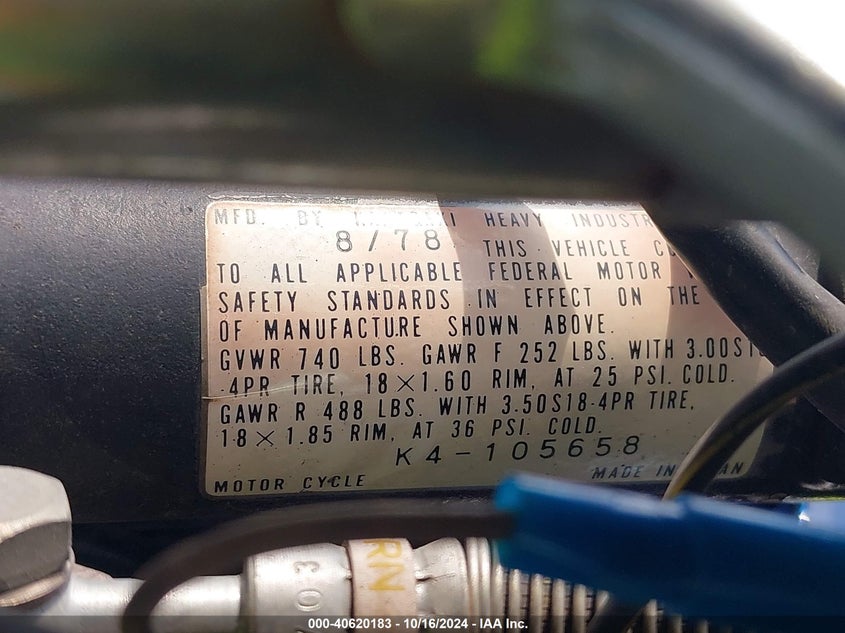 MFD. BY HEAVY
8/78 THIS VEHICLE
TO ALL APPLICABLE FEDERAL MOTOR
SAFETY STANDARDS IN EFFECT ON THE
OF MANUFACTURE SHOWN ABOVE.
GVWR 740 LBS. GAWR F 252 LBS. WITH 3.00S18
-4PR TIRE, 18×1.60 RIM, AT 25 PSI. COLD.
GAWR R 488 LBS. WITH 3.50S18-4PR TIRE,
18×1.85 RIM, AT 36 PSI. COLD.
K4-105658
MOTOR CYCLE MADE IN
RN
000-40620183 - 10/16/2024 - IAA Inc.